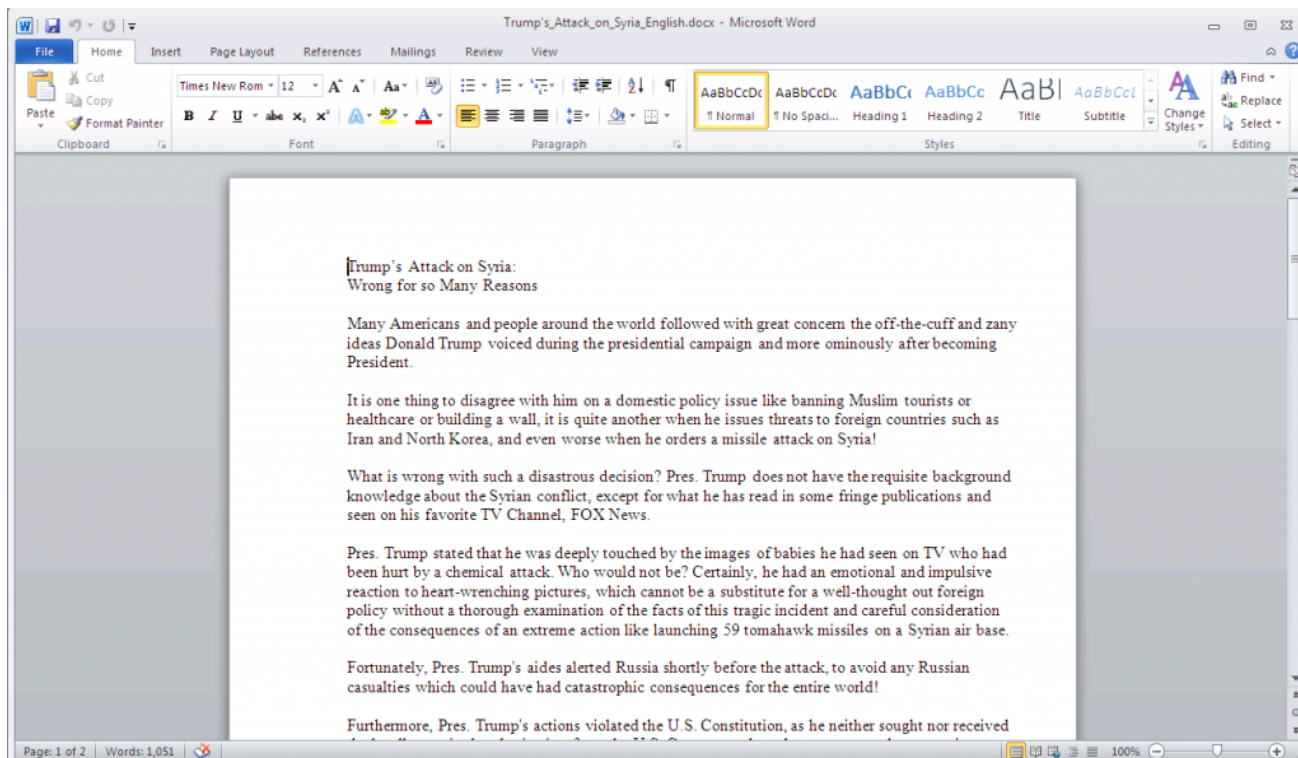 Trump's_Attack_on_Syria_English.docx - Microsoft Word
File Home Insert Page Layout References Mailings Review View
Cut
Copy
Paste
Format Painter
Clipboard
Times New Rom 12
Font
Paragraph
AaBbCcDc AaBbCcDc AaBbC AaBbCc AaB AaBbCcL
¶ Normal ¶ No Spaci... Heading 1 Heading 2 Title Subtitle
Change
Styles
Styles
Find
Replace
Select
Editing
Trump's Attack on Syria:
Wrong for so Many Reasons
Many Americans and people around the world followed with great concern the off-the-cuff and zany
ideas Donald Trump voiced during the presidential campaign and more ominously after becoming
President.
It is one thing to disagree with him on a domestic policy issue like banning Muslim tourists or
healthcare or building a wall, it is quite another when he issues threats to foreign countries such as
Iran and North Korea, and even worse when he orders a missile attack on Syria!
What is wrong with such a disastrous decision? Pres. Trump does not have the requisite background
knowledge about the Syrian conflict, except for what he has read in some fringe publications and
seen on his favorite TV Channel, FOX News.
Pres. Trump stated that he was deeply touched by the images of babies he had seen on TV who had
been hurt by a chemical attack. Who would not be? Certainly, he had an emotional and impulsive
reaction to heart-wrenching pictures, which cannot be a substitute for a well-thought out foreign
policy without a thorough examination of the facts of this tragic incident and careful consideration
of the consequences of an extreme action like launching 59 tomahawk missiles on a Syrian air base.
Fortunately, Pres. Trump's aides alerted Russia shortly before the attack, to avoid any Russian
casualties which could have had catastrophic consequences for the entire world!
Furthermore, Pres. Trump's actions violated the U.S. Constitution, as he neither sought nor received
Page: 1 of 2 Words: 1,051 100%